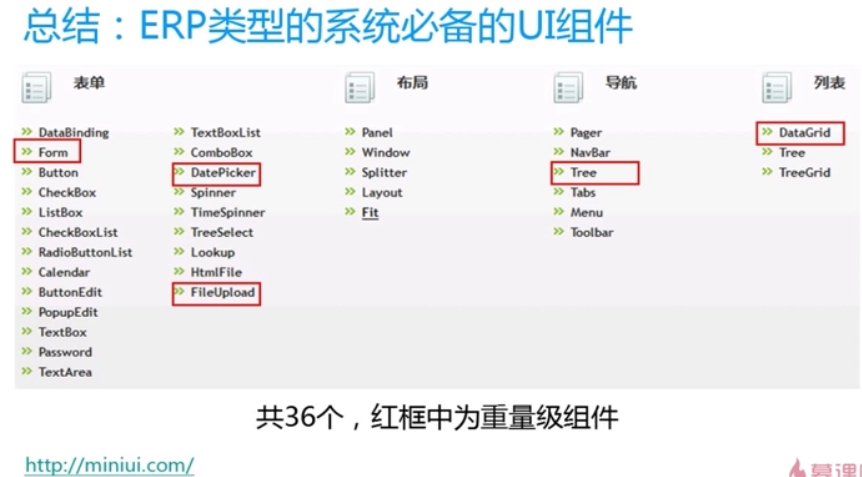 总结：ERP类型的系统必备的UI组件
表单
DataBinding
Form
Button
CheckBox
ListBox
CheckBoxList
RadioButtonList
Calendar
ButtonEdit
PopupEdit
TextBox
Password
TextArea
TextBoxList
ComboBox
DatePicker
Spinner
TimeSpinner
TreeSelect
Lookup
HtmlFile
FileUpload
布局
Panel
Window
Splitter
Layout
Fit
导航
Pager
NavBar
Tree
Tabs
Menu
Toolbar
列表
DataGrid
Tree
TreeGrid
共36个，红框中为重量级组件
http://miniui.com/
慕课